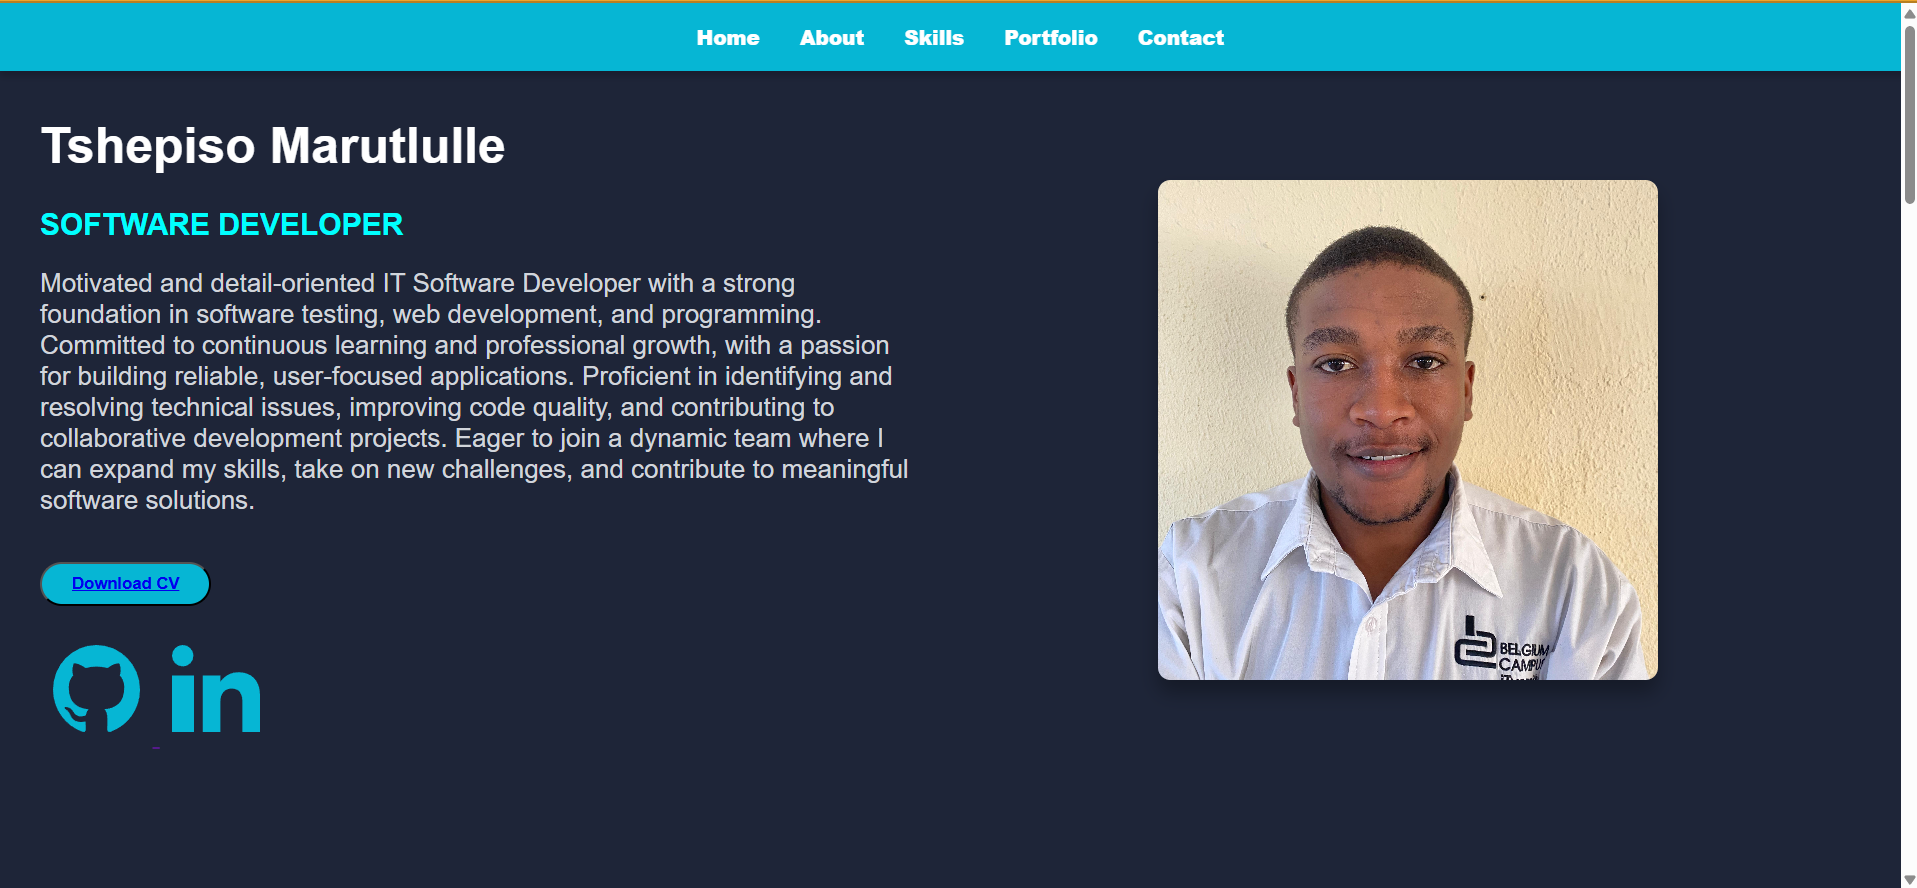 Home About Skills Portfolio Contact
Tshepiso Marutlulle
SOFTWARE DEVELOPER
Motivated and detail-oriented IT Software Developer with a strong
foundation in software testing, web development, and programming.
Committed to continuous learning and professional growth, with a passion
for building reliable, user-focused applications. Proficient in identifying and
resolving technical issues, improving code quality, and contributing to
collaborative development projects. Eager to join a dynamic team where I
can expand my skills, take on new challenges, and contribute to meaningful
software solutions.
Download CV
in
BELGIUM
CAMPUS